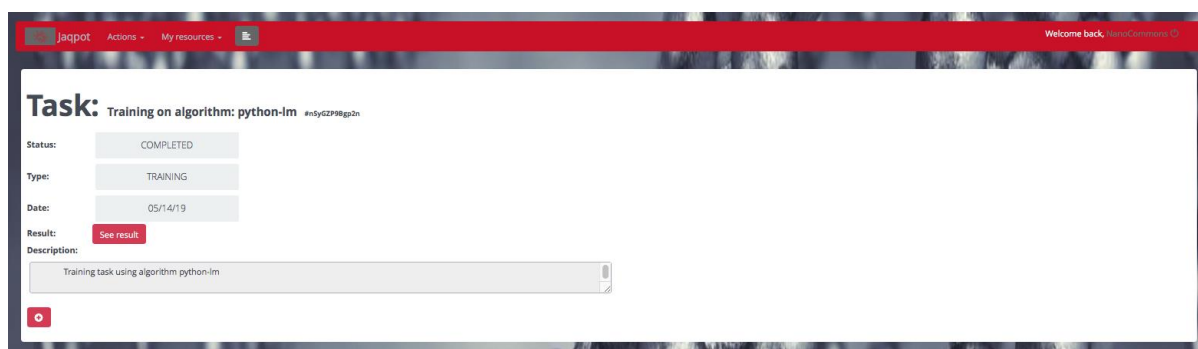 Jaqpot Actions My resources Welcome back, NanoCommons
Task: Training on algorithm: python-lm #nSyGZP9Bgp2n
Status: COMPLETED
Type: TRAINING
Date: 05/14/19
Result: See result
Description:
Training task using algorithm python-lm